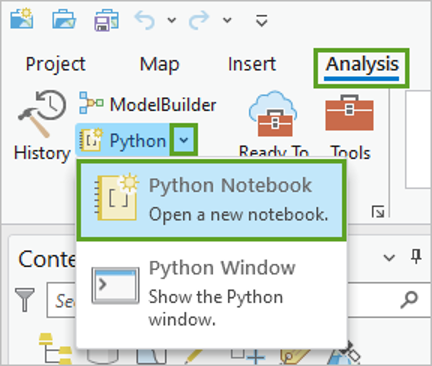 Project Map Insert Analysis
ModelBuilder
History Python Ready To Tools
Python Notebook
Open a new notebook.
Python Window
Show the Python
window.
Conte
Se